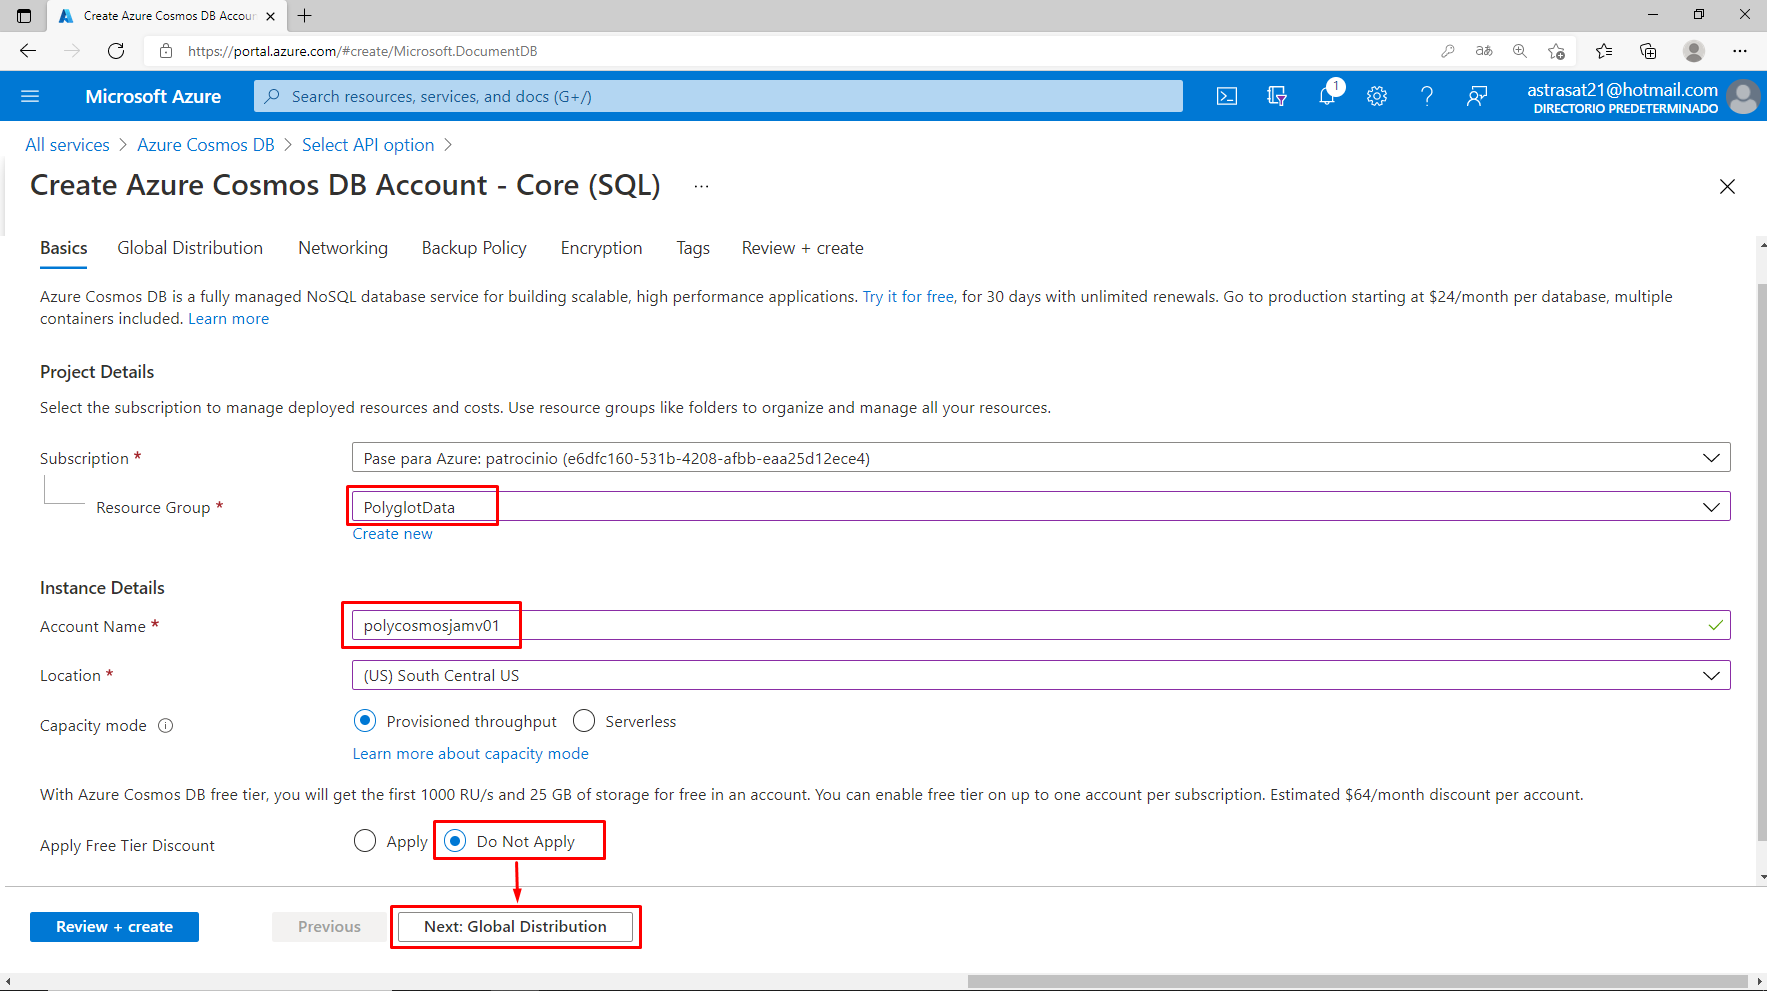 Create Azure Cosmos DB Accoun
https://portal.azure.com/#create/Microsoft.DocumentDB
Microsoft Azure
Search resources, services, and docs (G+/)
1
astrasat21@hotmail.com
DIRECTORIO PREDETERMINADO
All services > Azure Cosmos DB > Select API option >
Create Azure Cosmos DB Account - Core (SQL) ...
Basics Global Distribution Networking Backup Policy Encryption Tags Review + create
Azure Cosmos DB is a fully managed NoSQL database service for building scalable, high performance applications. Try it for free, for 30 days with unlimited renewals. Go to production starting at $24/month per database, multiple
containers included. Learn more
Project Details
Select the subscription to manage deployed resources and costs. Use resource groups like folders to organize and manage all your resources.
Subscription * Pase para Azure: patrocinio (e6dfc160-531b-4208-afbb-eaa25d12ece4)
Resource Group * PolyglotData
Create new
Instance Details
Account Name * polycosmosjamv01
Location * (US) South Central US
Capacity mode Provisioned throughput Serverless
Learn more about capacity mode
With Azure Cosmos DB free tier, you will get the first 1000 RU/s and 25 GB of storage for free in an account. You can enable free tier on up to one account per subscription. Estimated $64/month discount per account.
Apply Free Tier Discount Apply Do Not Apply
Review + create Previous Next: Global Distribution